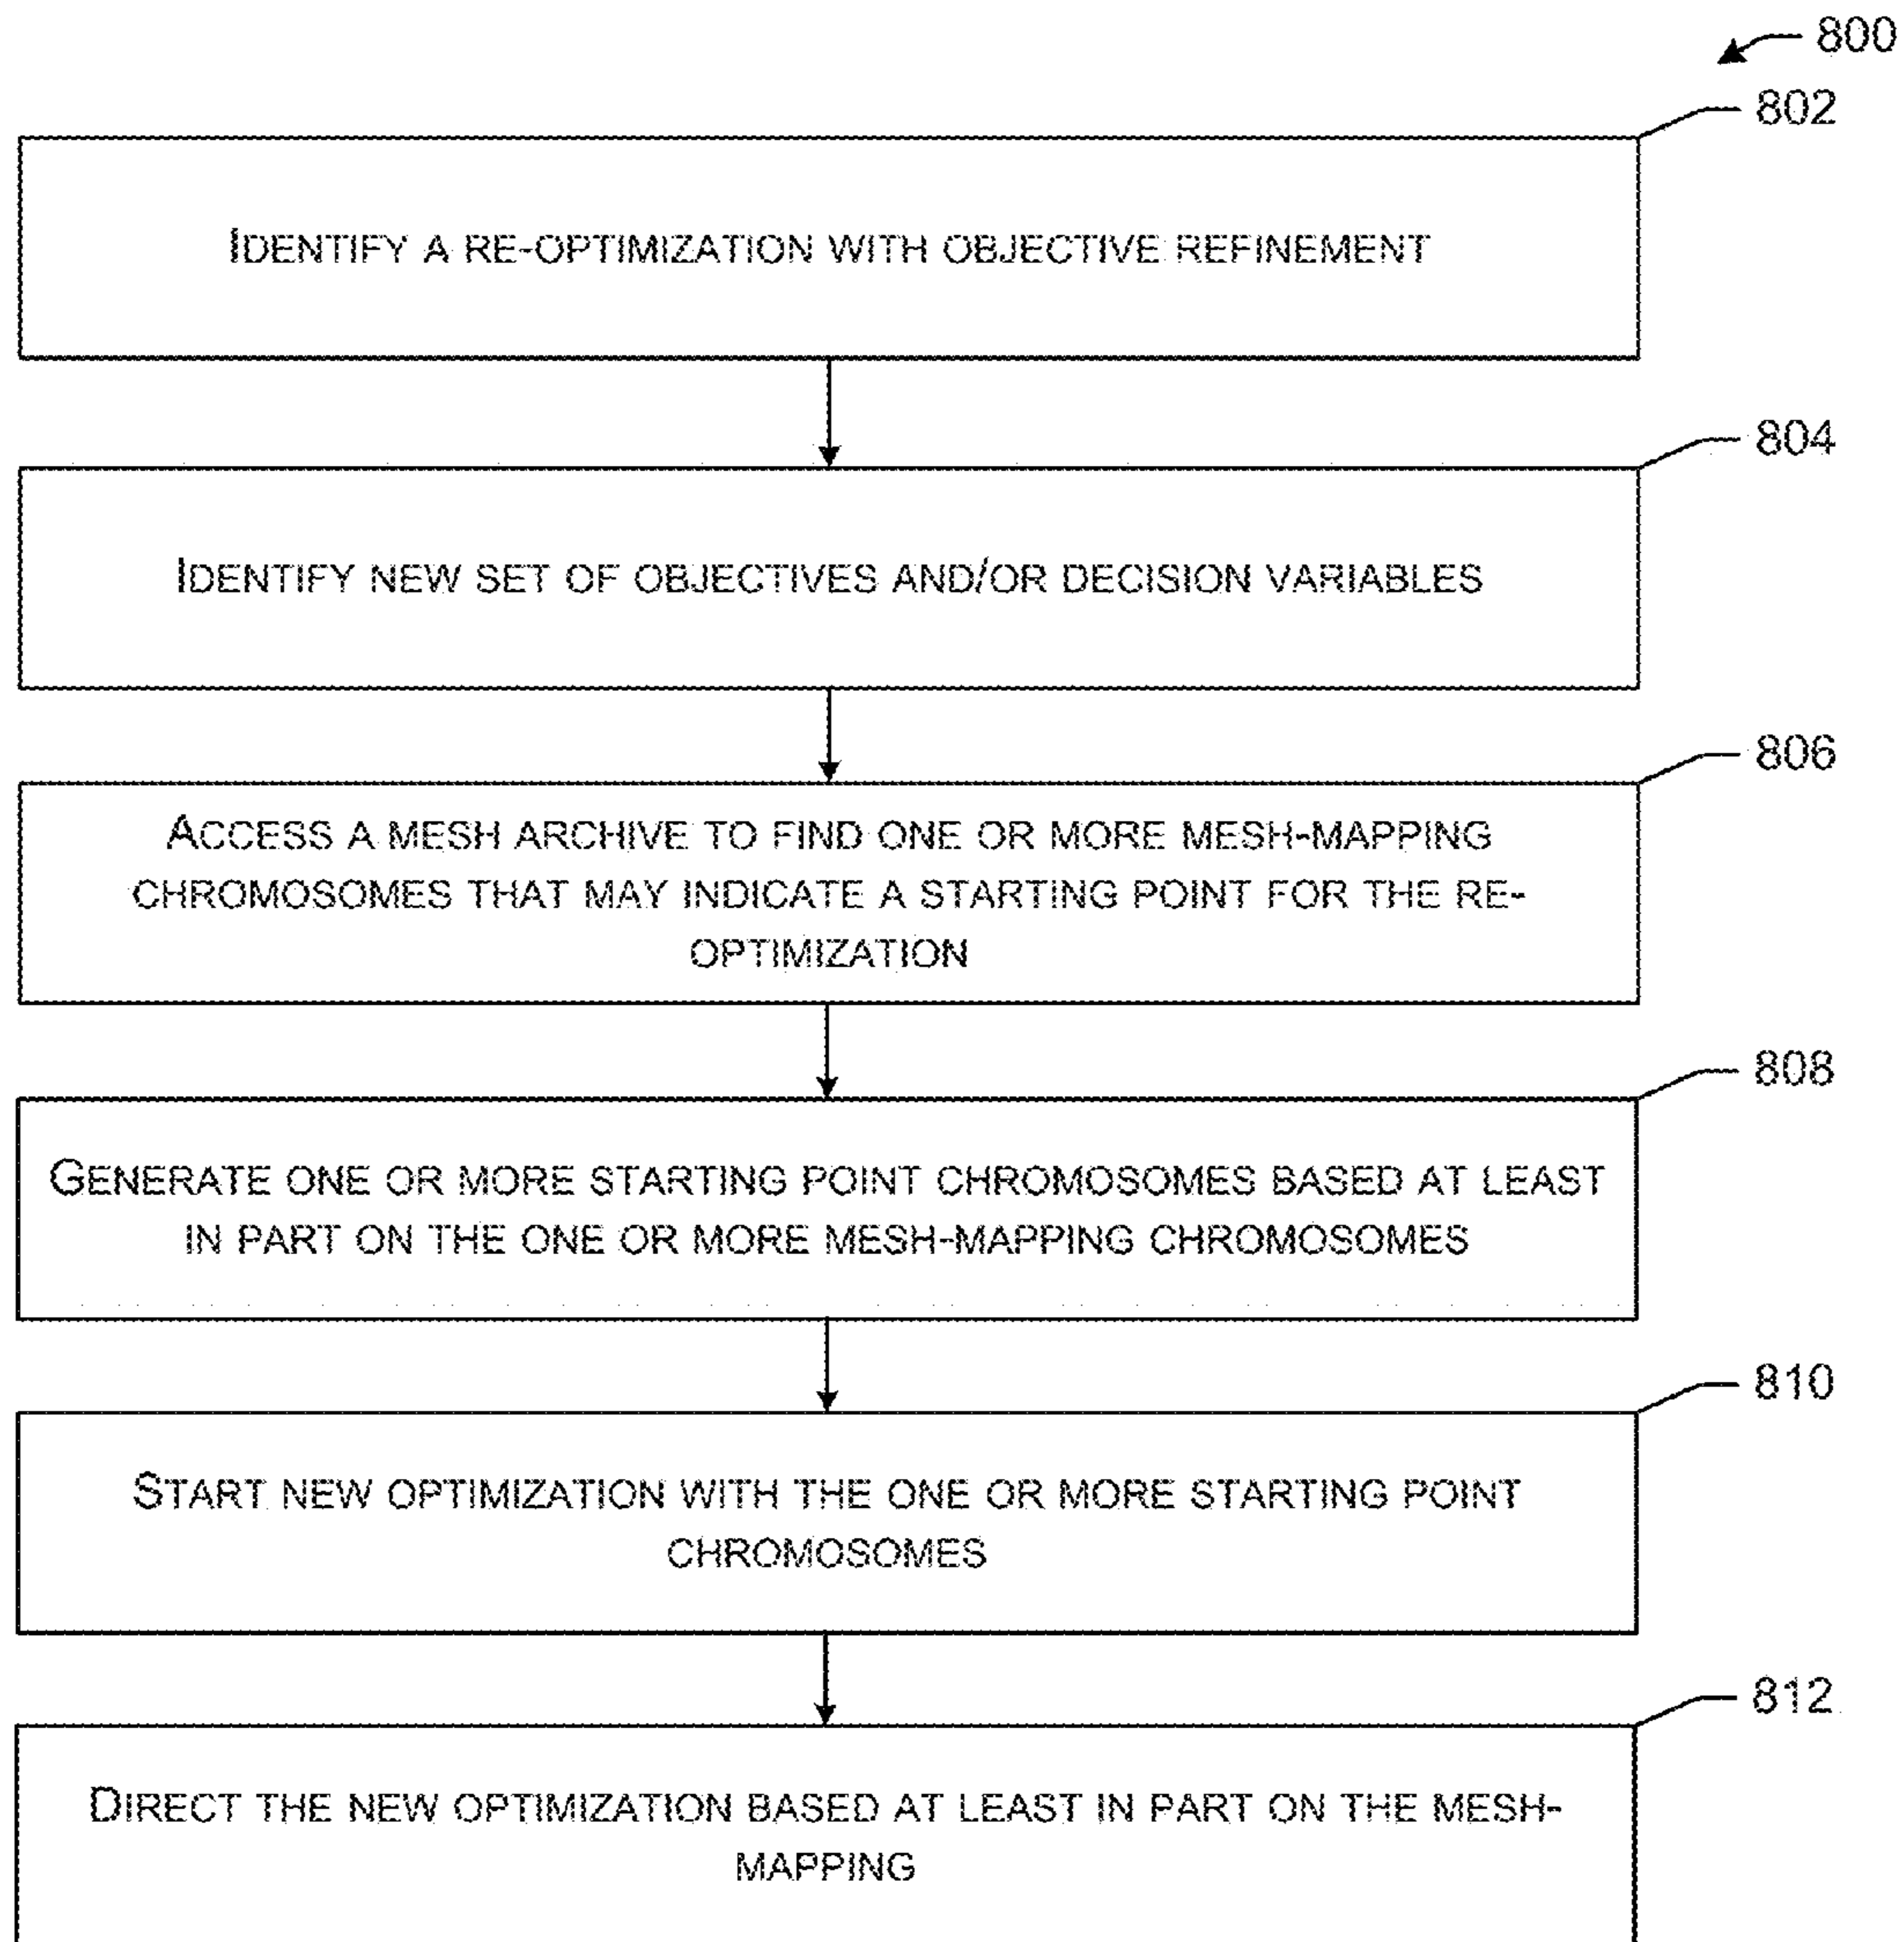 800
802
IDENTIFY A RE-OPTIMIZATION WITH OBJECTIVE REFINEMENT
804
IDENTIFY NEW SET OF OBJECTIVES AND/OR DECISION VARIABLES
806
ACCESS A MESH ARCHIVE TO FIND ONE OR MORE MESH-MAPPING
CHROMOSOMES THAT MAY INDICATE A STARTING POINT FOR THE RE-
OPTIMIZATION
808
GENERATE ONE OR MORE STARTING POINT CHROMOSOMES BASED AT LEAST
IN PART ON THE ONE OR MORE MESH-MAPPING CHROMOSOMES
810
START NEW OPTIMIZATION WITH THE ONE OR MORE STARTING POINT
CHROMOSOMES
812
DIRECT THE NEW OPTIMIZATION BASED AT LEAST IN PART ON THE MESH-
MAPPING